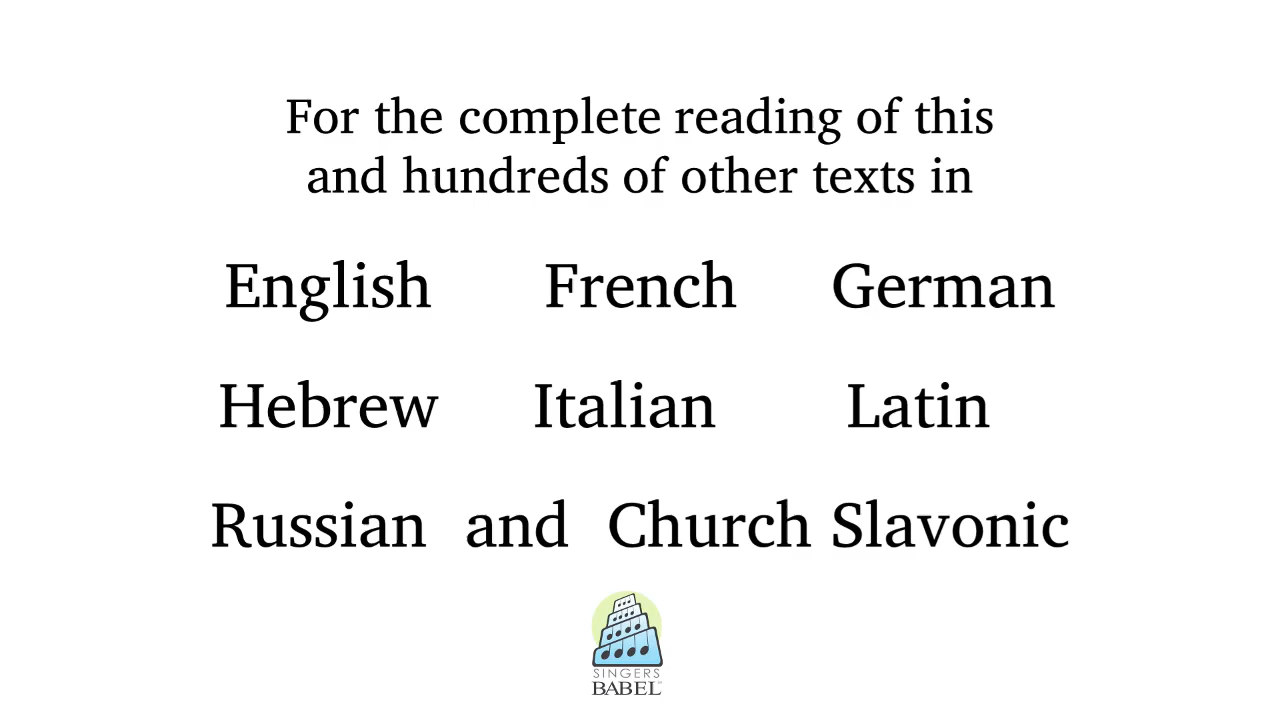 For the complete reading of this
and hundreds of other texts in
English French German
Hebrew Italian Latin
Russian and Church Slavonic
SINGERS
BABEL